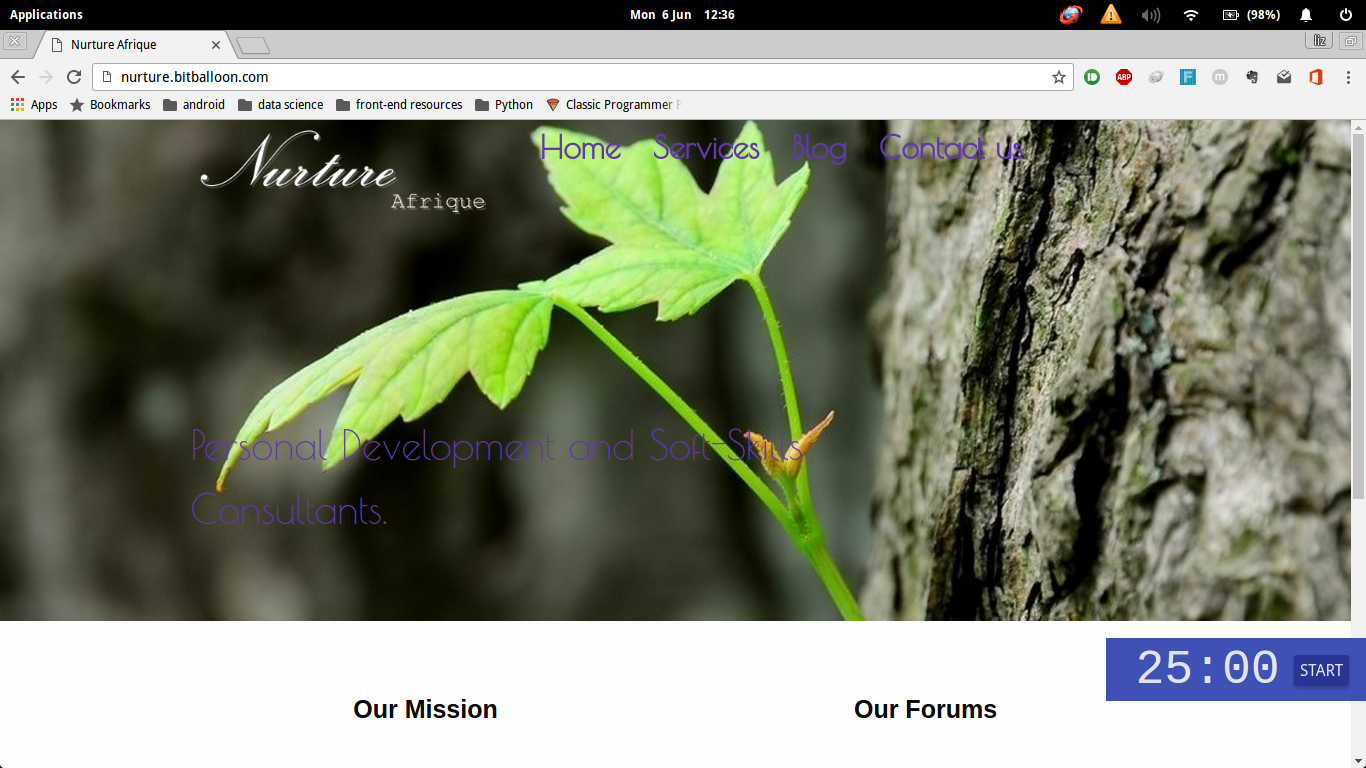 Applications
Mon 6 Jun 12:36
(98%)
Nurture Afrique
liz
nurture.bitballoon.com
ABP
F
m
Apps
Bookmarks
android
data science
front-end resources
Python
Classic Programmer
Nurture
Afrique
Home Services Blog Contact us
Personal Development and Soft-Skills
Consultants.
25:00 START
Our Mission
Our Forums